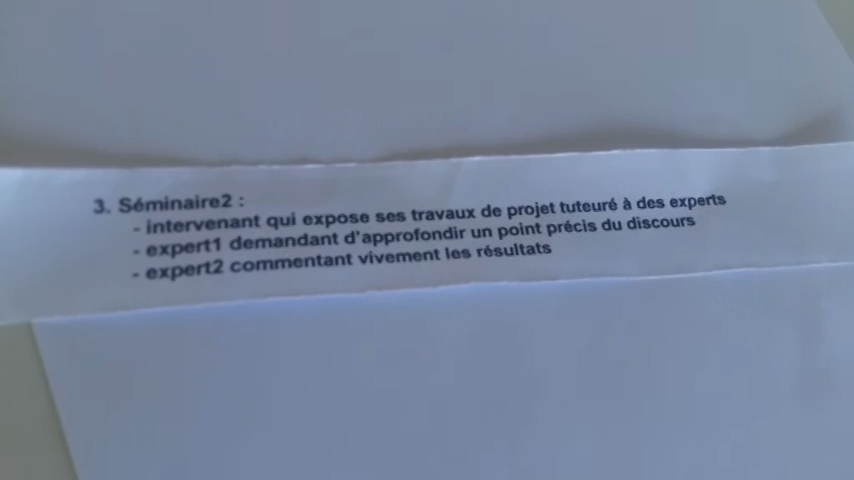 3. Séminaire2 :
- intervenant qui expose ses travaux de projet tuteuré à des experts
- expert1 demandant d'approfondir un point précis du discours
- expert2 commentant vivement les résultats